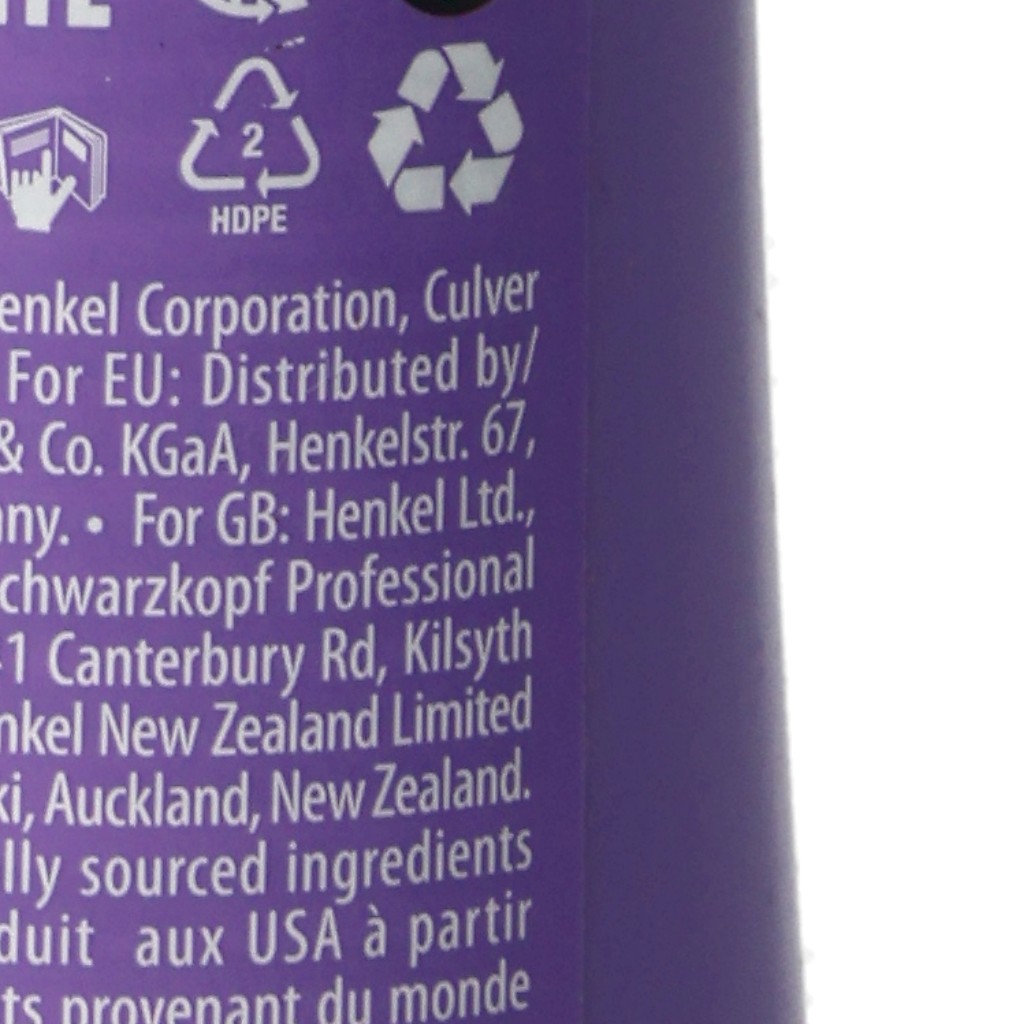 2
HDPE
enkel Corporation, Culver
For EU: Distributed by/
& Co. KGaA, Henkelstr. 67,
ny. • For GB: Henkel Ltd.,
chwarzkopf Professional
1 Canterbury Rd, Kilsyth
nkel New Zealand Limited
ki, Auckland, New Zealand.
lly sourced ingredients
duit aux USA à partir
ts provenant du monde